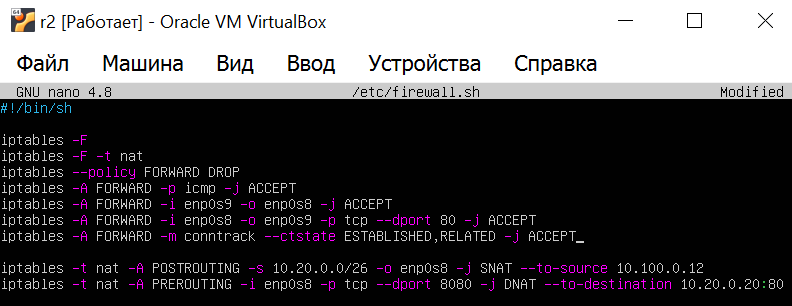 r2 [Работает] - Oracle VM VirtualBox
Файл Машина Вид Ввод Устройства Справка
GNU nano 4.8 /etc/firewall.sh Modified
#!/bin/sh
iptables -F
iptables -F -t nat
iptables --policy FORWARD DROP
iptables -A FORWARD -p icmp -j ACCEPT
iptables -A FORWARD -i enp0s9 -o enp0s8 -j ACCEPT
iptables -A FORWARD -i enp0s8 -o enp0s9 -p tcp --dport 80 -j ACCEPT
iptables -A FORWARD -m conntrack --ctstate ESTABLISHED,RELATED -j ACCEPT
iptables -t nat -A POSTROUTING -s 10.20.0.0/26 -o enp0s8 -j SNAT --to-source 10.100.0.12
iptables -t nat -A PREROUTING -i enp0s8 -p tcp --dport 8080 -j DNAT --to-destination 10.20.0.20:80